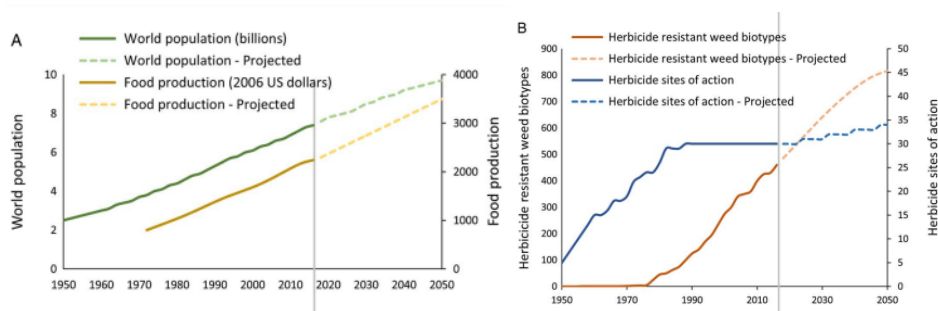 A
World population (billions)
World population - Projected
Food production (2006 US dollars)
Food production - Projected
World population
10
8
6
4
2
0
4000
3000
2000
1000
0
Food production
1950 1960 1970 1980 1990 2000 2010 2020 2030 2040 2050
B
Herbicide resistant weed biotypes
Herbicide resistant weed biotypes - Projected
Herbicide sites of action
Herbicide sites of action - Projected
Herbicicide resistant weed biotypes
900
800
700
600
500
400
300
200
100
0
50
45
40
35
30
25
20
15
10
5
0
Herbicide sites of action
1950 1970 1990 2010 2030 2050